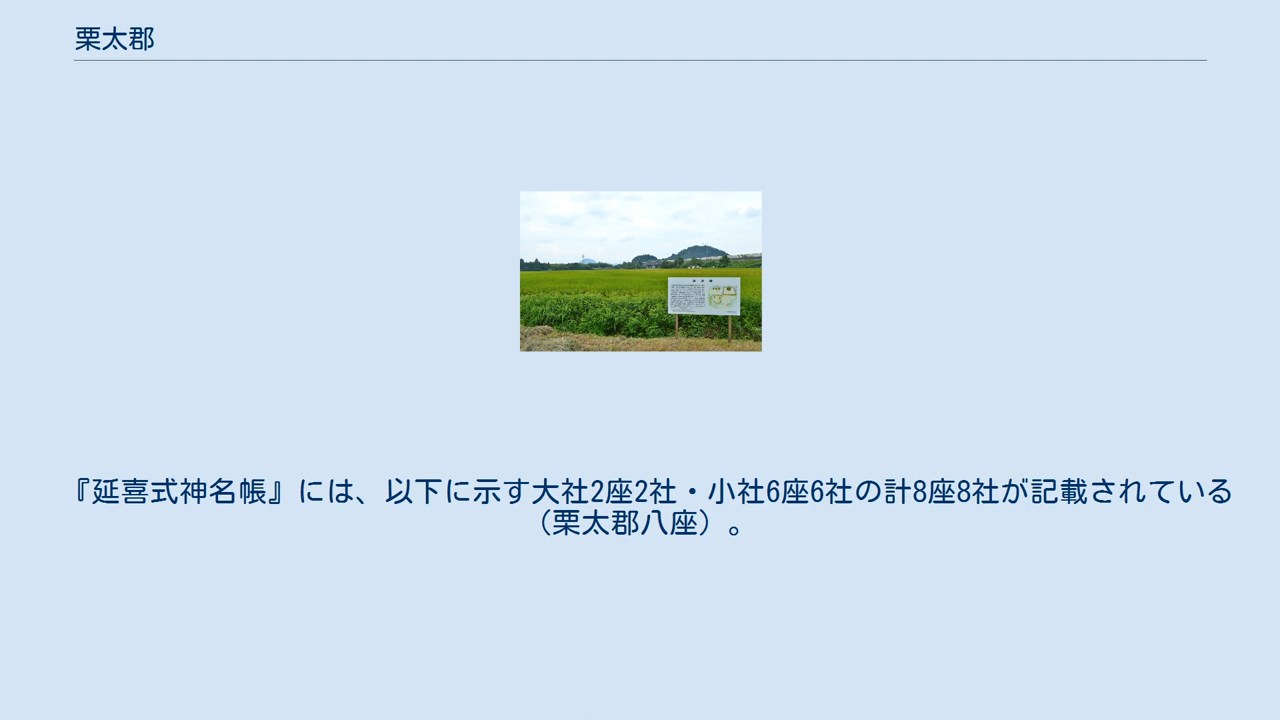 栗太郡
『延喜式神名帳』には、以下に示す大社2座2社・小社6座6社の計8座8社が記載されている
（栗太郡八座）。